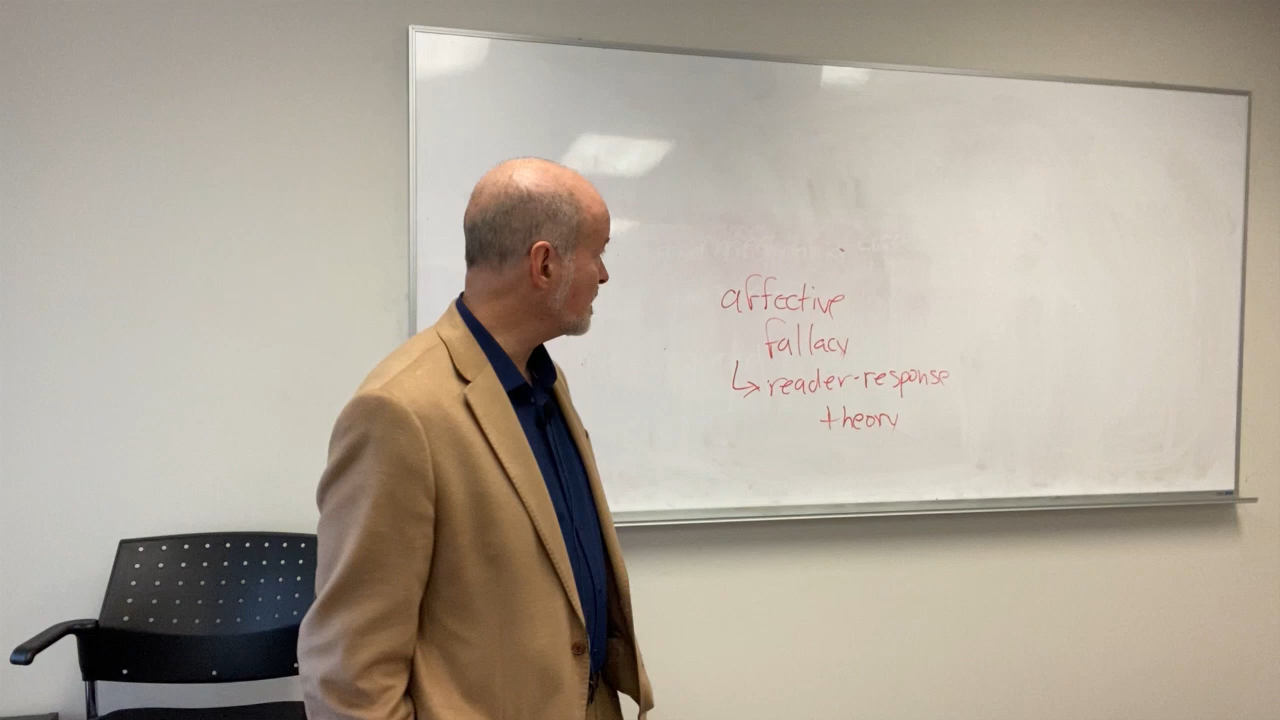 affective
fallacy
↳ reader-response
theory